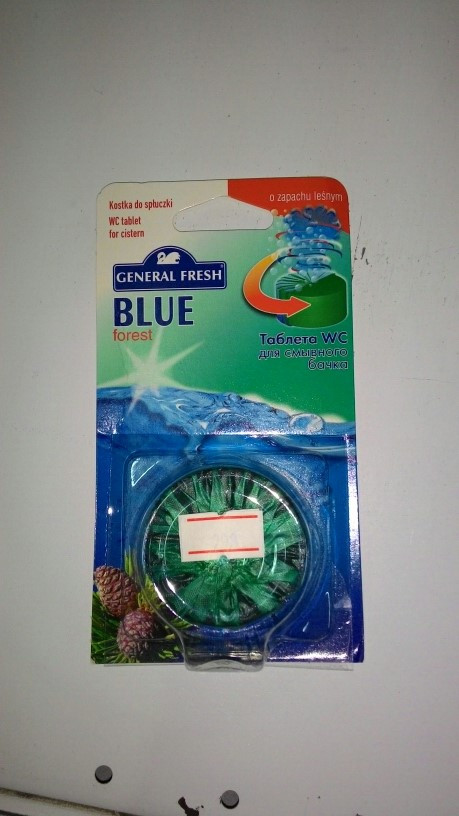 Kostka do spłuczki
WC tablet
for cistern
o zapachu leśnym
GENERAL FRESH
BLUE
forest
Таблета WC
для смывного
бачка